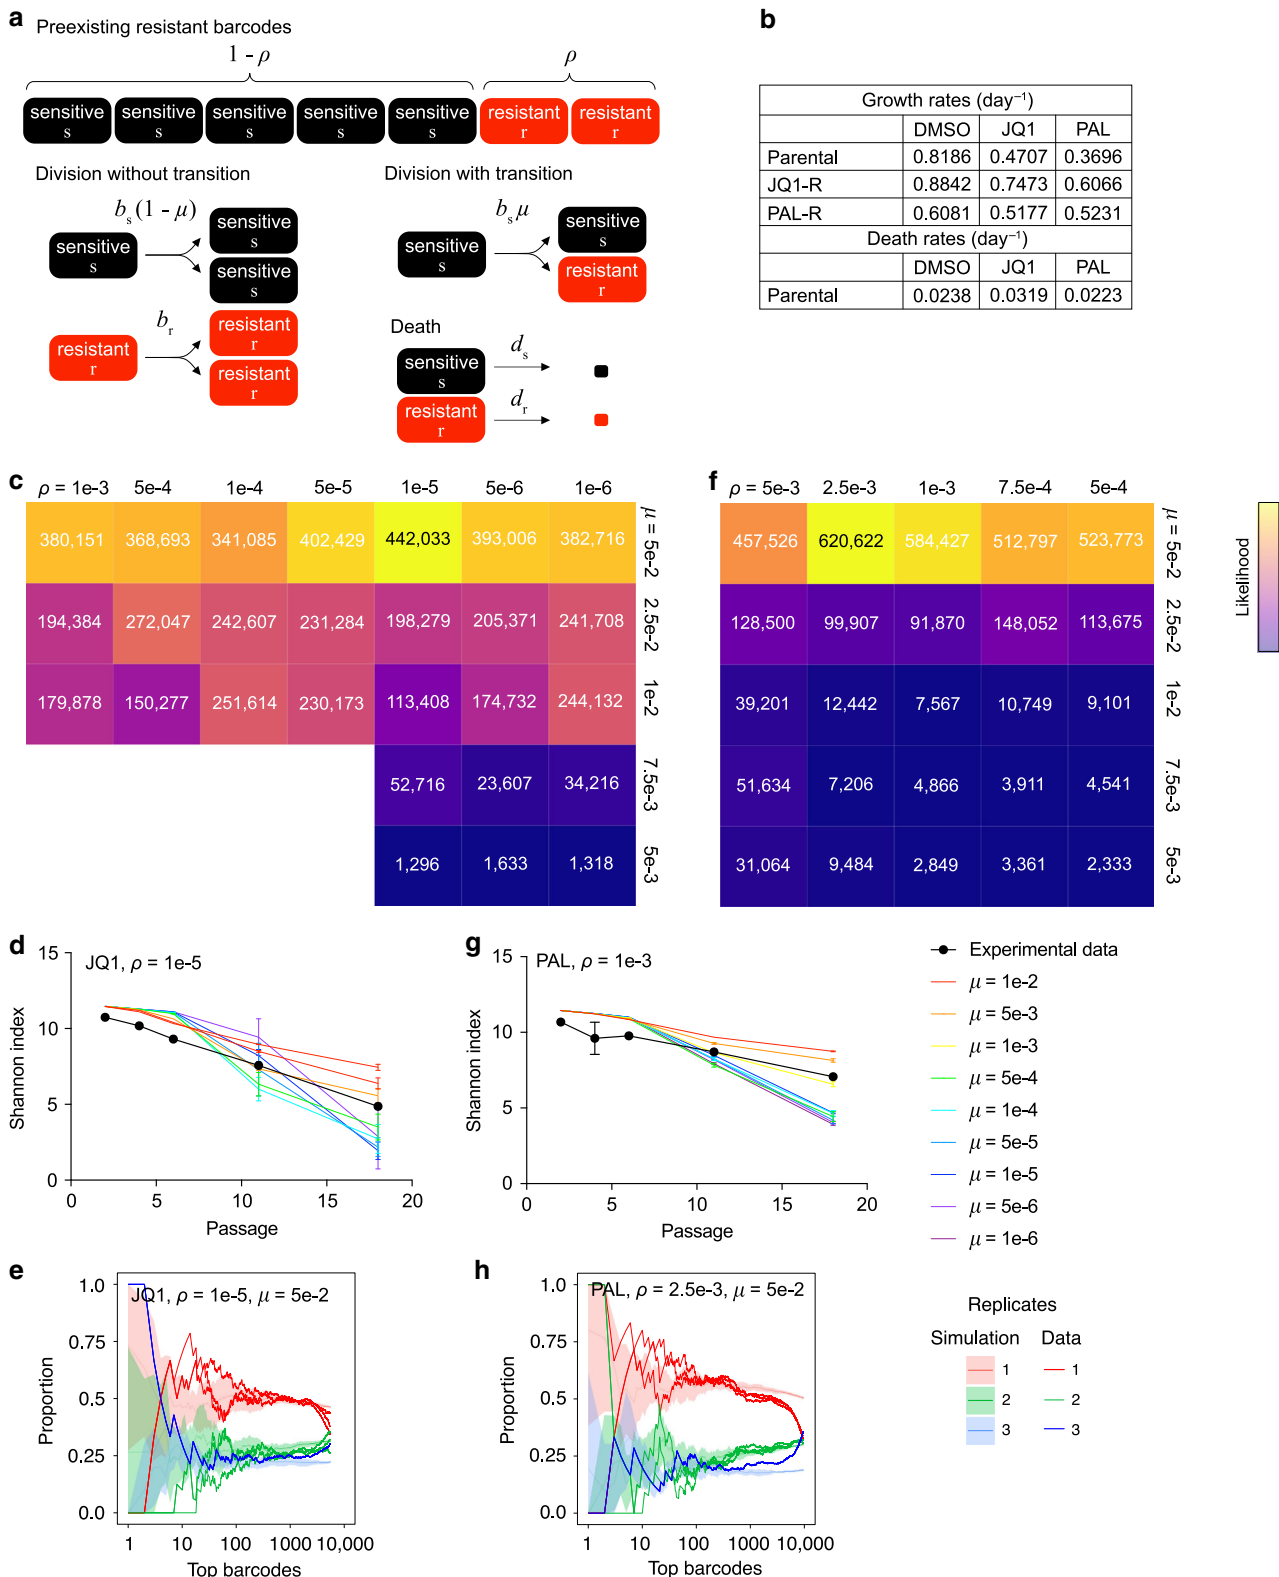 a
Preexisting resistant barcodes
1 - ρ
ρ
sensitive sensitive sensitive sensitive sensitive resistant resistant
s s s s s r r
Division without transition
b_s (1 - μ)
sensitive
s
sensitive
s
sensitive
s
b_r
resistant
r
resistant
r
resistant
r
Division with transition
b_s μ
sensitive
s
sensitive
s
resistant
r
Death
sensitive
s
d_s
resistant
r
d_r
b
Growth rates (day⁻¹)
DMSO JQ1 PAL
Parental 0.8186 0.4707 0.3696
JQ1-R 0.8842 0.7473 0.6066
PAL-R 0.6081 0.5177 0.5231
Death rates (day⁻¹)
DMSO JQ1 PAL
Parental 0.0238 0.0319 0.0223
c
ρ = 1e-3 5e-4 1e-4 5e-5 1e-5 5e-6 1e-6
380,151 368,693 341,085 402,429 442,033 393,006 382,716 μ = 5e-2
194,384 272,047 242,607 231,284 198,279 205,371 241,708 2.5e-2
179,878 150,277 251,614 230,173 113,408 174,732 244,132 1e-2
52,716 23,607 34,216 7.5e-3
1,296 1,633 1,318 5e-3
f
ρ = 5e-3 2.5e-3 1e-3 7.5e-4 5e-4
457,526 620,622 584,427 512,797 523,773 μ = 5e-2
128,500 99,907 91,870 148,052 113,675 2.5e-2
39,201 12,442 7,567 10,749 9,101 1e-2
51,634 7,206 4,866 3,911 4,541 7.5e-3
31,064 9,484 2,849 3,361 2,333 5e-3
Likelihood
d
JQ1, ρ = 1e-5
Shannon index
15
10
5
0
0 5 10 15 20
Passage
g
PAL, ρ = 1e-3
Shannon index
15
10
5
0
0 5 10 15 20
Passage
Experimental data
μ = 1e-2
μ = 5e-3
μ = 1e-3
μ = 5e-4
μ = 1e-4
μ = 5e-5
μ = 1e-5
μ = 5e-6
μ = 1e-6
e
JQ1, ρ = 1e-5, μ = 5e-2
Proportion
1.0
0.75
0.5
0.25
0.0
1 10 100 1000 10,000
Top barcodes
h
PAL, ρ = 2.5e-3, μ = 5e-2
Proportion
1.0
0.75
0.5
0.25
0.0
1 10 100 1000 10,000
Top barcodes
Replicates
Simulation Data
1 1
2 2
3 3